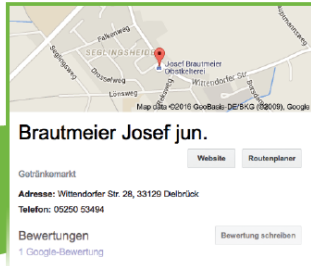 Falkenweg
Seglingsweg
SEGLINGSHEIDE
Drosselweg
Lönsweg
Josef Brautmeier
Obstkelterei
Wittendorfer Str.
Map data ©2016 GeoBasis-DE/BKG (©2009), Google
Brautmeier Josef jun.
Website
Routenplaner
Getränkemarkt
Adresse: Wittendorfer Str. 28, 33129 Delbrück
Telefon: 05250 53494
Bewertungen
Bewertung schreiben
1 Google-Bewertung